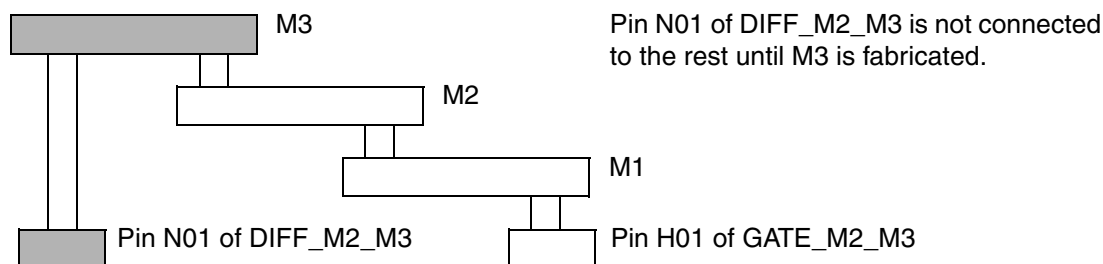 M3
Pin N01 of DIFF_M2_M3 is not connected
to the rest until M3 is fabricated.
M2
M1
Pin N01 of DIFF_M2_M3
Pin H01 of GATE_M2_M3